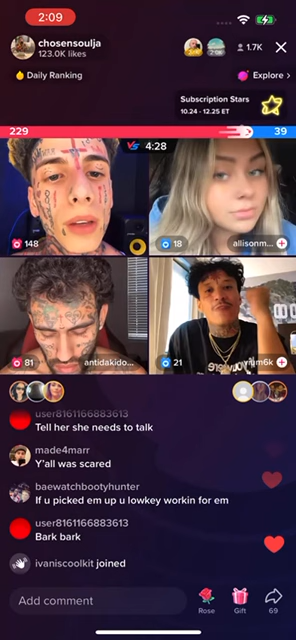 2:09
chosensoulja
123.0K likes
1.7K
Daily Ranking
Explore >
Subscription Stars
10.24 - 12.25 ET
229
39
VS 4:28
148
18
allisonm...
81
antidakido...
21
user8161166883613
Tell her she needs to talk
made4marr
Y'all was scared
baewatchbootyhunter
If u picked em up u lowkey workin for em
user8161166883613
Bark bark
ivaniscoolkit joined
Add comment
Rose
Gift
69